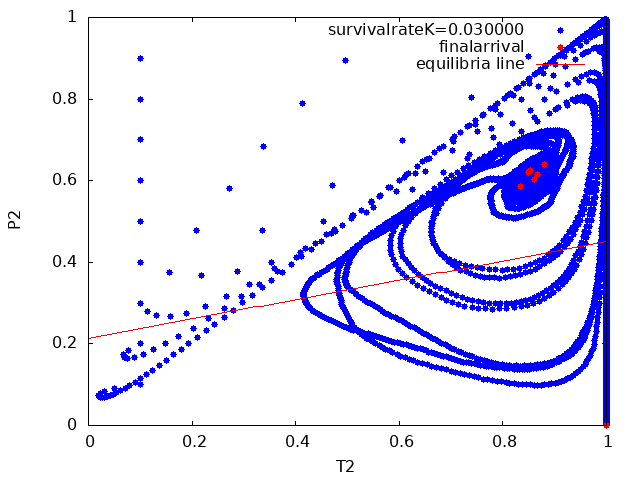 survivalrateK=0.030000
finalarrival
equilibria line
1
0.8
0.6
0.4
0.2
0
P2
0 0.2 0.4 0.6 0.8 1
T2